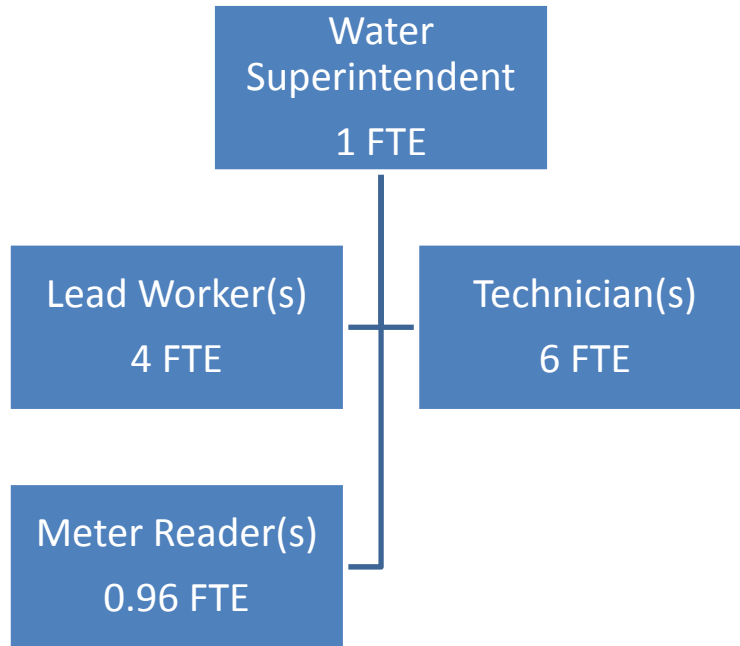 Water
Superintendent
1 FTE
Lead Worker(s)
4 FTE
Technician(s)
6 FTE
Meter Reader(s)
0.96 FTE